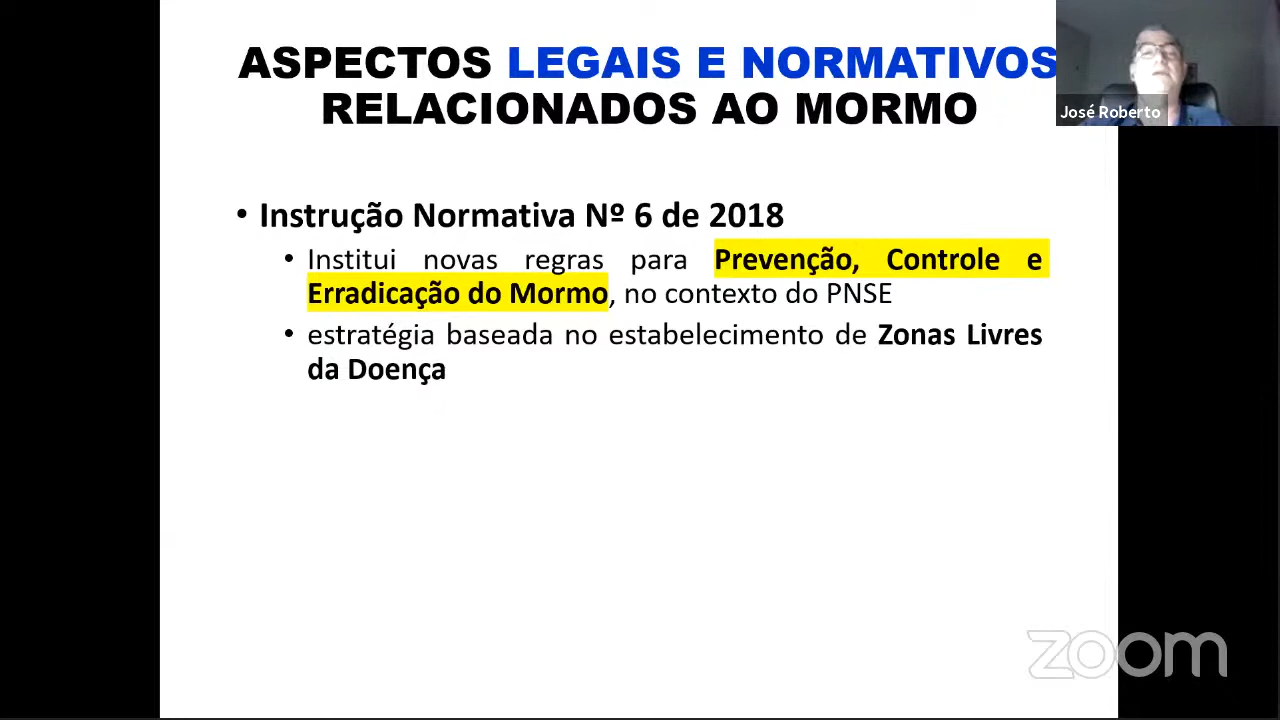 ASPECTOS LEGAIS E NORMATIVOS
RELACIONADOS AO MORMO
José Roberto
• Instrução Normativa Nº 6 de 2018
• Institui novas regras para Prevenção, Controle e
Erradicação do Mormo, no contexto do PNSE
• estratégia baseada no estabelecimento de Zonas Livres
da Doença
zoom